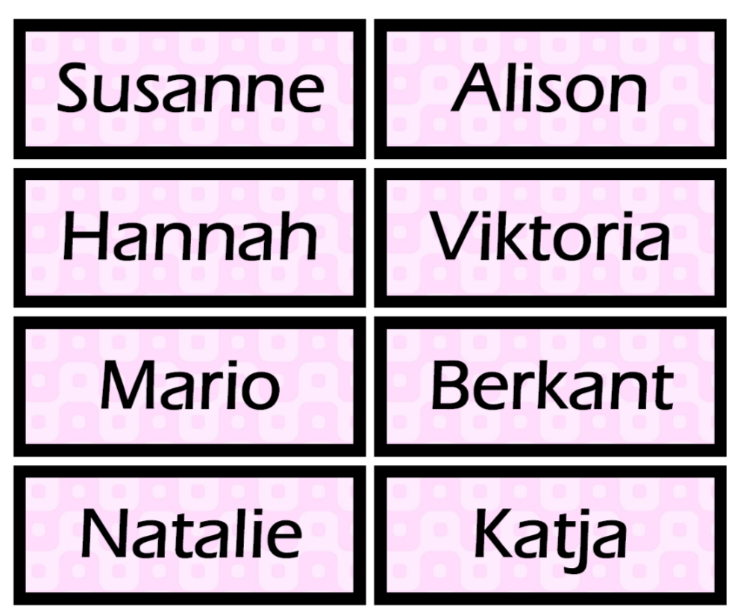 Susanne
Alison
Hannah
Viktoria
Mario
Berkant
Natalie
Katja